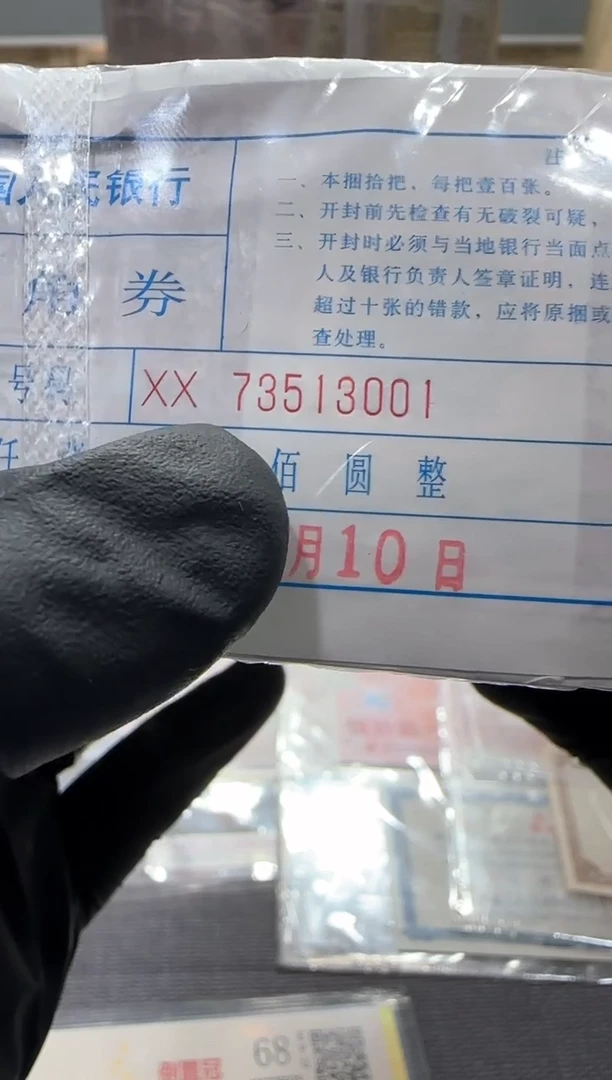 民银行
券
注
一、本捆拾把，每把壹百张。
二、开封前先检查有无破裂可疑，
三、开封时必须与当地银行当面点
人及银行负责人签章证明，连
超过十张的错款，应将原捆或
查处理。
号码
XX 73513001
仟
佰圆整
月10日
68